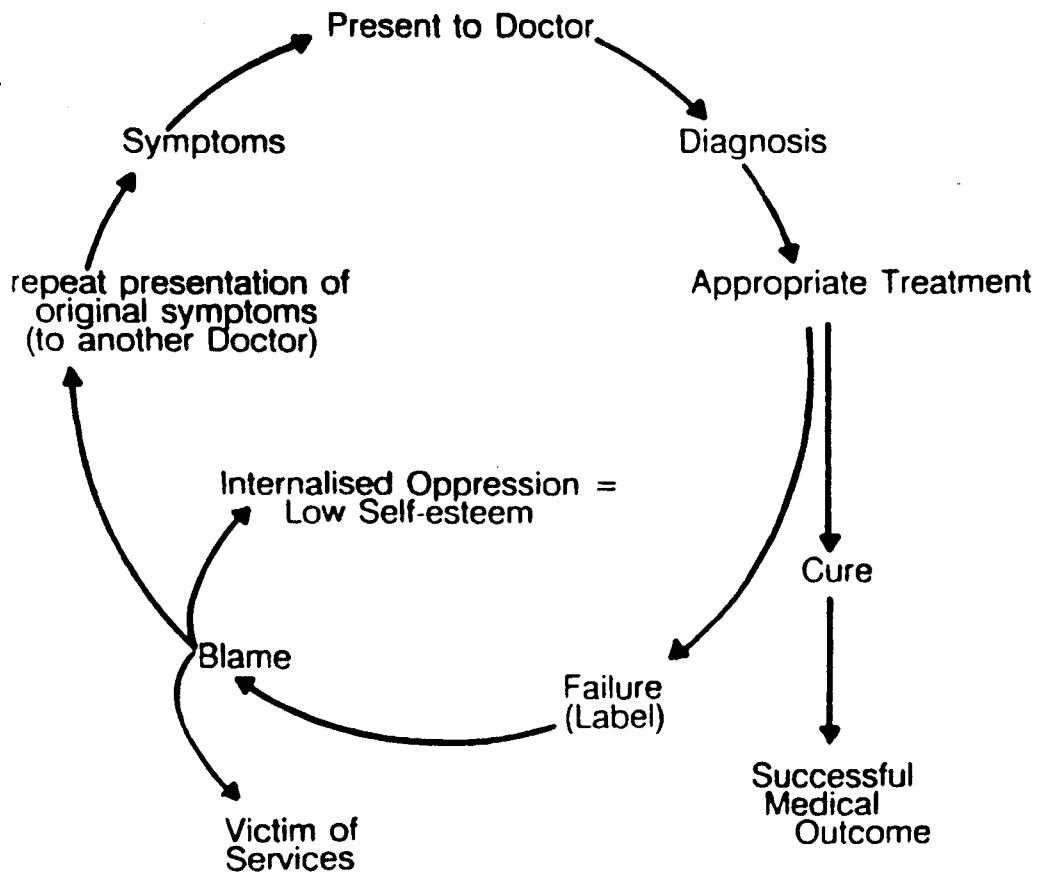 Present to Doctor
Symptoms
Diagnosis
repeat presentation of
original symptoms
(to another Doctor)
Appropriate Treatment
Internalised Oppression =
Low Self-esteem
Cure
Blame
Failure
(Label)
Successful
Medical
Outcome
Victim of
Services